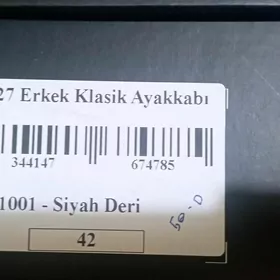 27 Erkek Klasik Ayakkabı
344147 674785
1001 - Siyah Deri
42